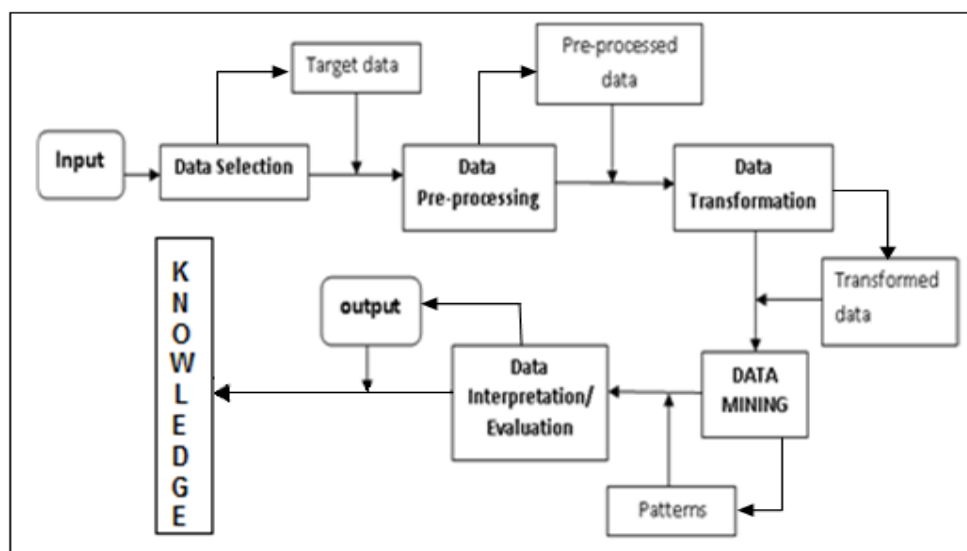 Input
Data Selection
Target data
Data
Pre-processing
Pre-processed
data
Data
Transformation
Transformed
data
DATA
MINING
Patterns
Data
Interpretation/
Evaluation
output
K
N
O
W
L
E
D
G
E